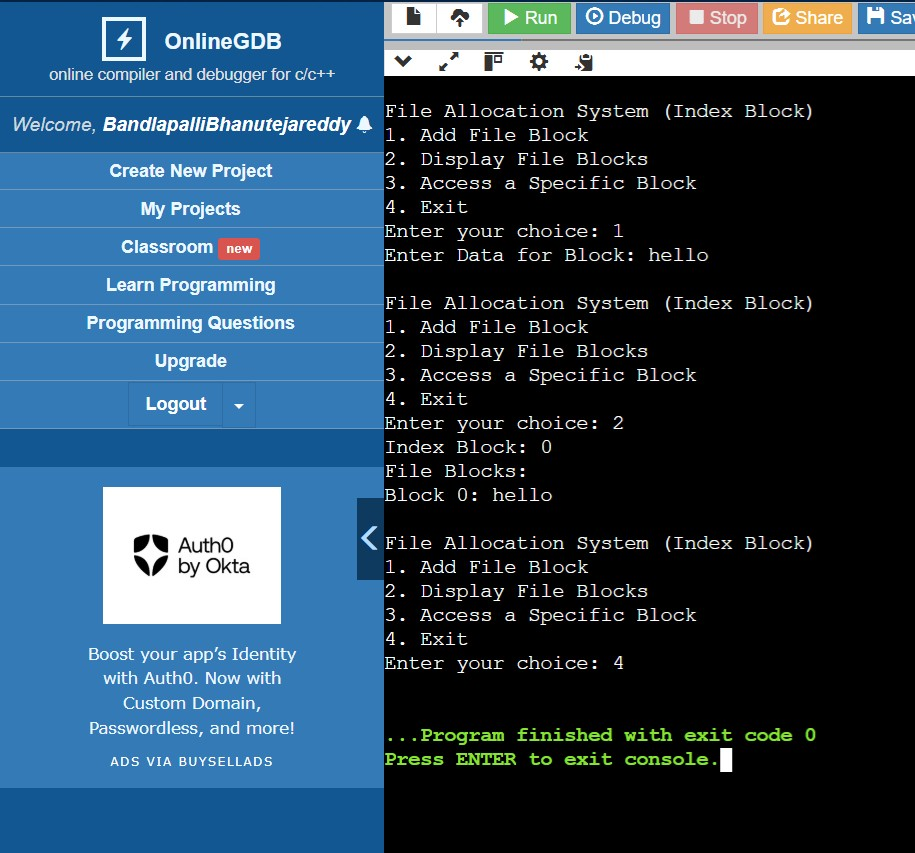 OnlineGDB
online compiler and debugger for c/c++
Welcome, BandlapalliBhanutejareddy
Create New Project
My Projects
Classroom new
Learn Programming
Programming Questions
Upgrade
Logout
Auth0
by Okta
Boost your app’s Identity
with Auth0. Now with
Custom Domain,
Passwordless, and more!
ADS VIA BUYSELLADS
Run Debug Stop Share Sav
File Allocation System (Index Block)
1. Add File Block
2. Display File Blocks
3. Access a Specific Block
4. Exit
Enter your choice: 1
Enter Data for Block: hello
File Allocation System (Index Block)
1. Add File Block
2. Display File Blocks
3. Access a Specific Block
4. Exit
Enter your choice: 2
Index Block: 0
File Blocks:
Block 0: hello
File Allocation System (Index Block)
1. Add File Block
2. Display File Blocks
3. Access a Specific Block
4. Exit
Enter your choice: 4
...Program finished with exit code 0
Press ENTER to exit console.